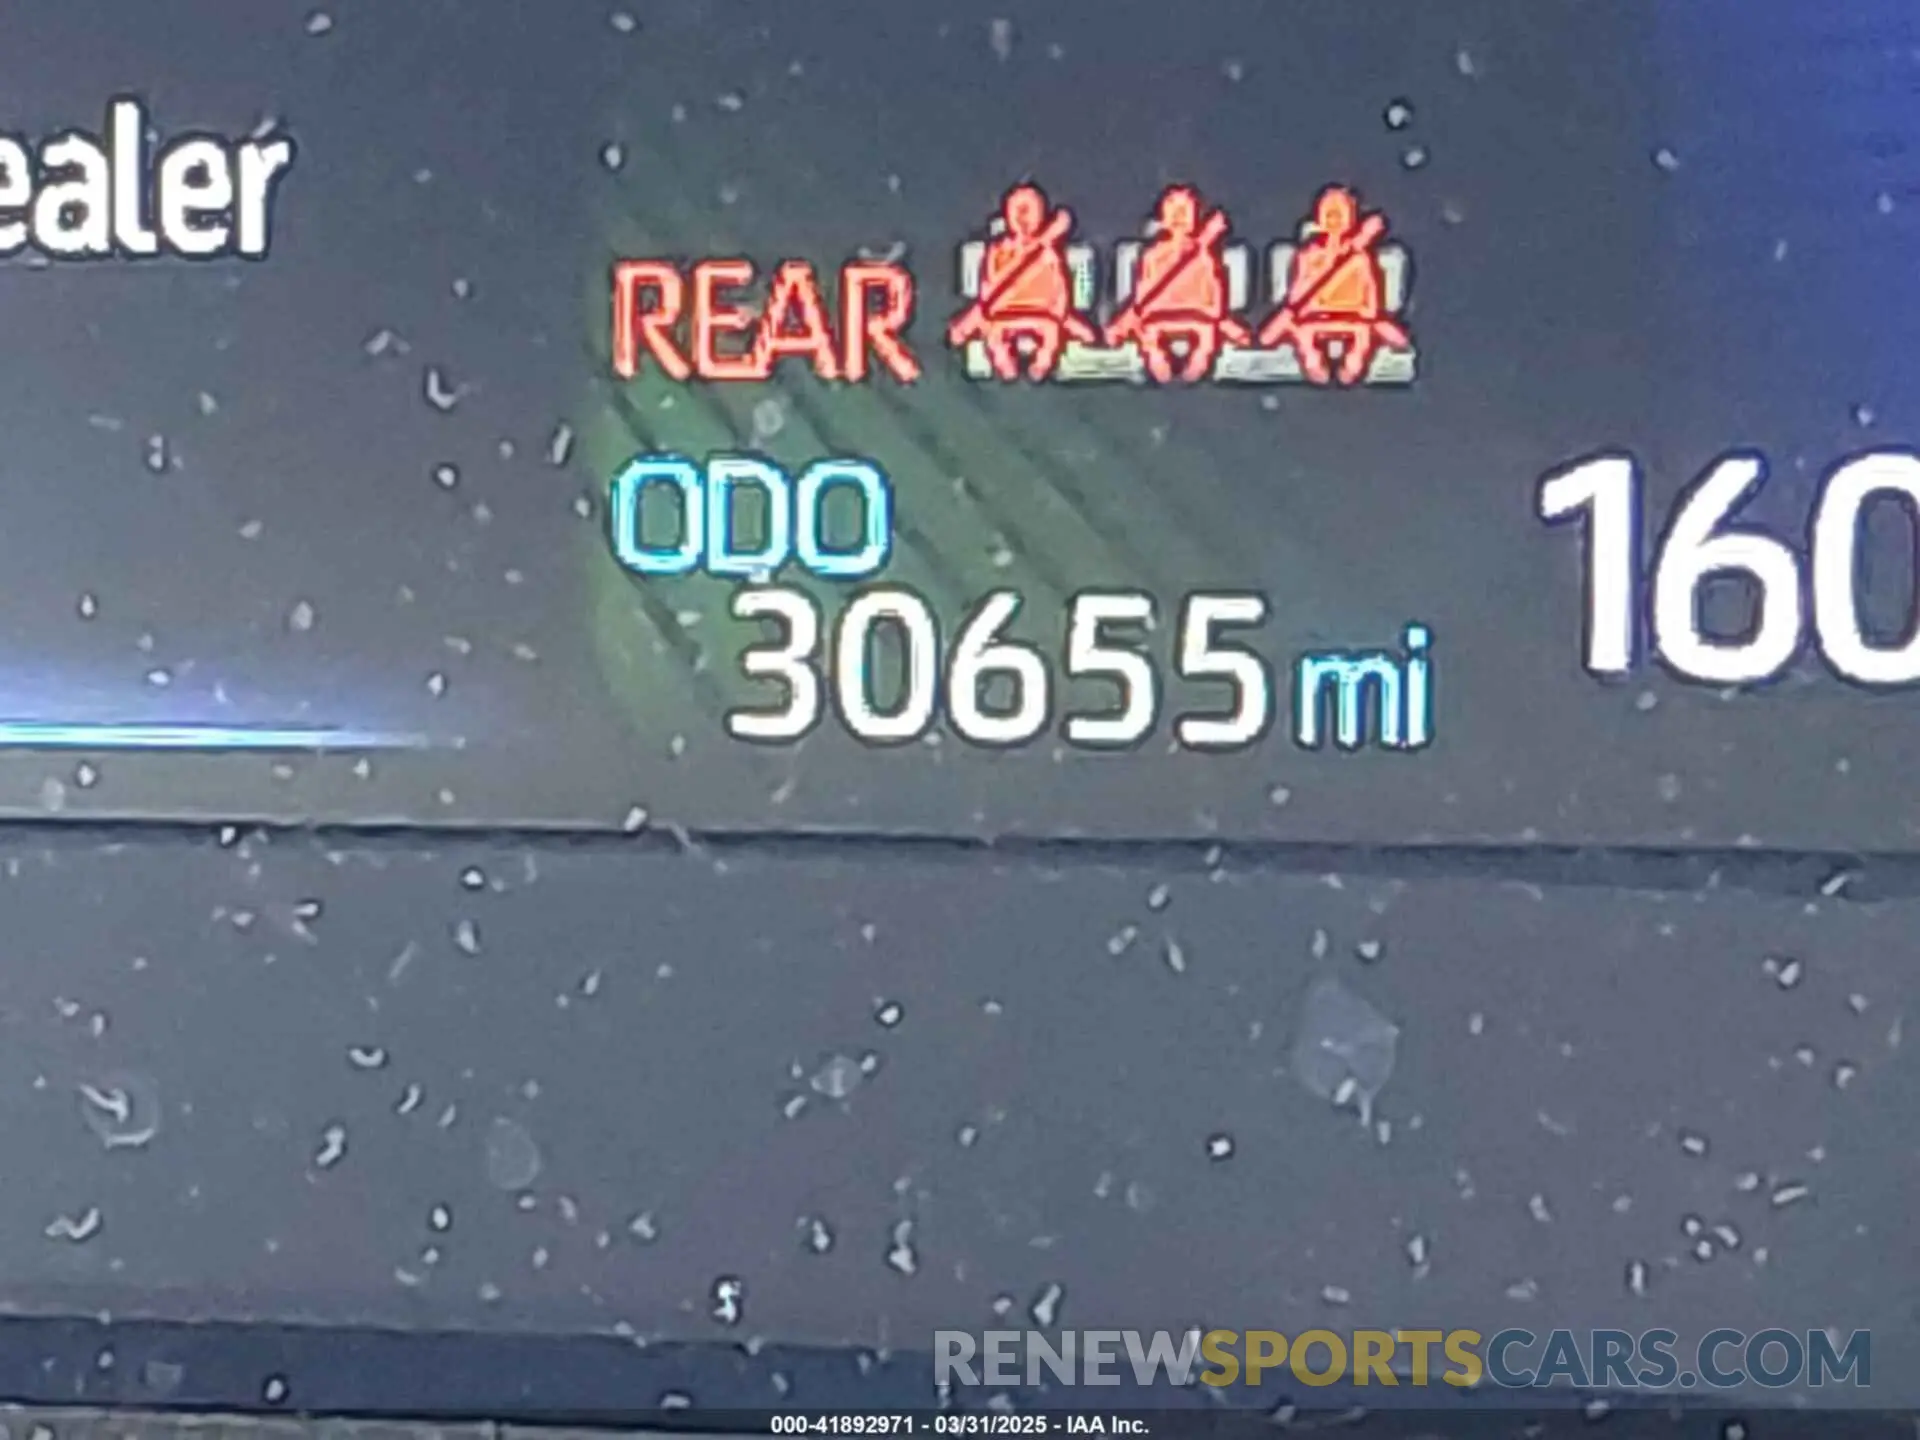 ealer
REAR
ODO
30655 mi
160
RENEWSPORTSCARS.COM
000-41892971 - 03/31/2025 - IAA Inc.